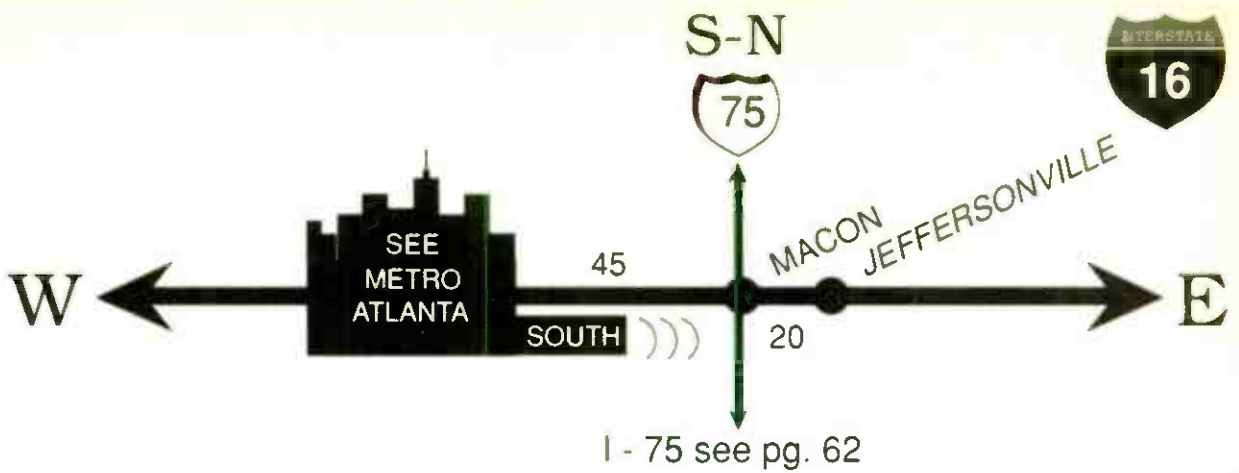 S-N
75
INTERSTATE
16
MACON
JEFFERSONVILLE
SEE
METRO
ATLANTA
45
W
E
SOUTH
20
I - 75 see pg. 62